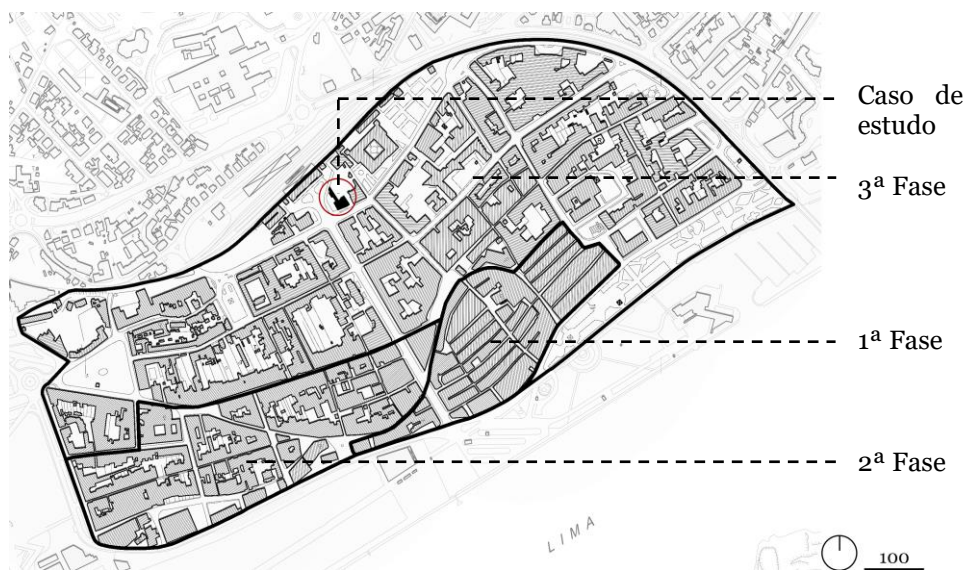 Caso de
estudo
3ª Fase
1ª Fase
2ª Fase
LIMA
100